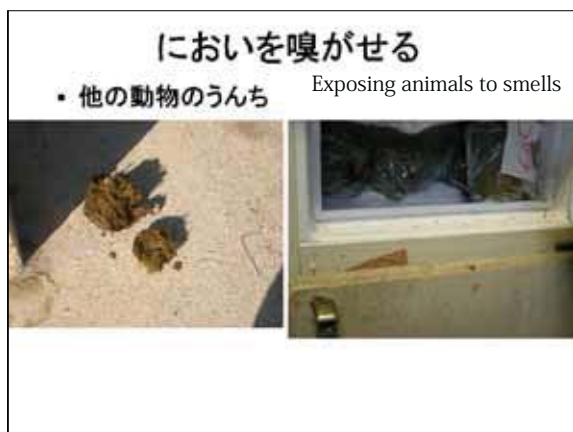 においを嗅がせる
Exposing animals to smells
• 他の動物のうんち